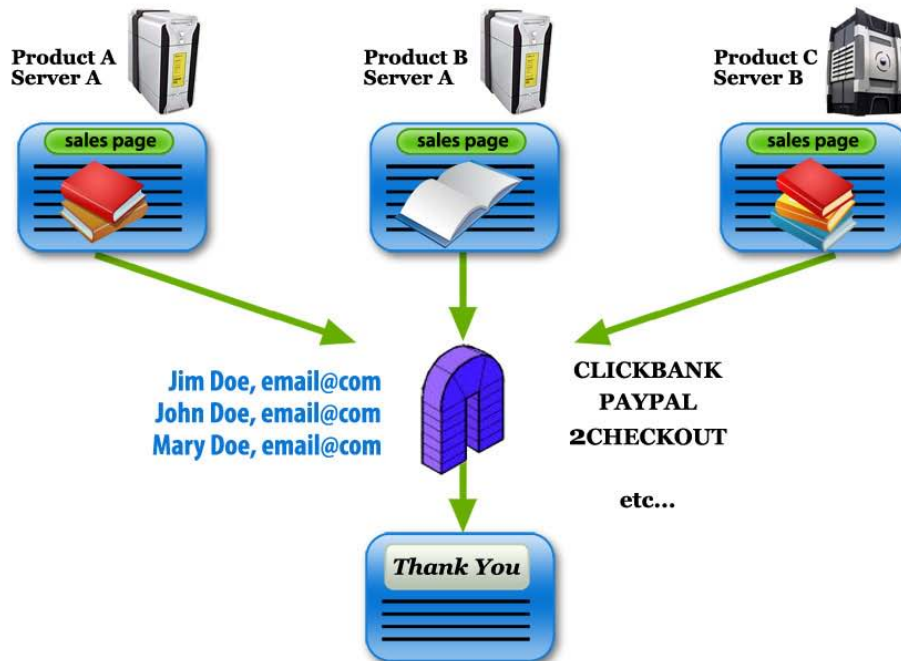 Product A
Server A
Product B
Server A
Product C
Server B
sales page
sales page
sales page
Jim Doe, email@com
John Doe, email@com
Mary Doe, email@com
CLICKBANK
PAYPAL
2CHECKOUT
etc...
Thank You